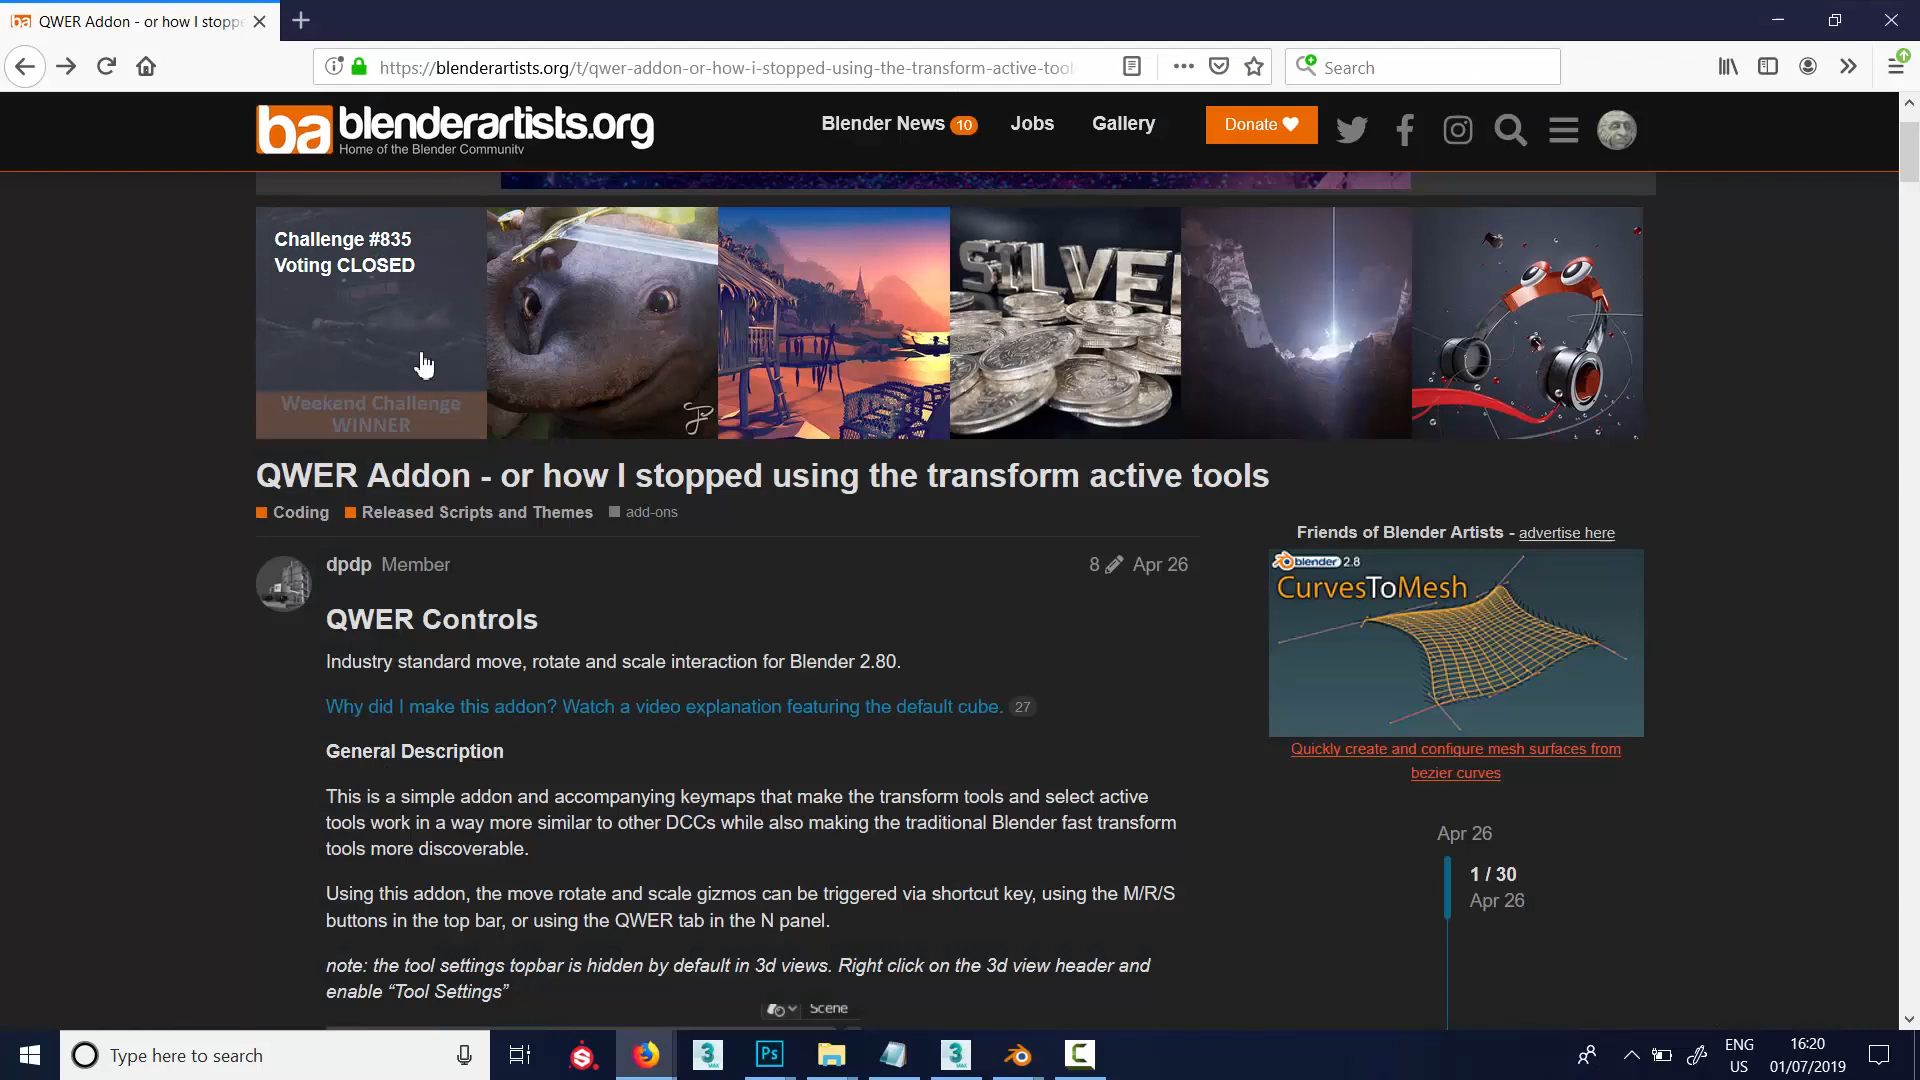 QWER Addon - or how I stopp
https://blenderartists.org/t/qwer-addon-or-how-i-stopped-using-the-transform-active-tool
Search
ba blenderartists.org
Home of the Blender Community
Blender News 10
Jobs
Gallery
Donate
Challenge #835
Voting CLOSED
Weekend Challenge
WINNER
SILVE
QWER Addon - or how I stopped using the transform active tools
Coding
Released Scripts and Themes
add-ons
dpdp Member
8
Apr 26
QWER Controls
Industry standard move, rotate and scale interaction for Blender 2.80.
Why did I make this addon? Watch a video explanation featuring the default cube. 27
General Description
This is a simple addon and accompanying keymaps that make the transform tools and select active
tools work in a way more similar to other DCCs while also making the traditional Blender fast transform
tools more discoverable.
Using this addon, the move rotate and scale gizmos can be triggered via shortcut key, using the M/R/S
buttons in the top bar, or using the QWER tab in the N panel.
note: the tool settings topbar is hidden by default in 3d views. Right click on the 3d view header and
enable “Tool Settings”
Scene
Friends of Blender Artists - advertise here
blender 2.8
CurvesToMesh
Quickly create and configure mesh surfaces from
bezier curves
Apr 26
1 / 30
Apr 26
Type here to search
S
3
Ps
3
C
ENG
US
16:20
01/07/2019